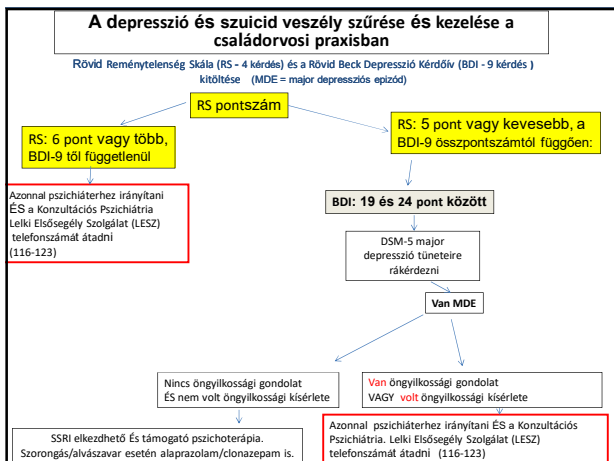 A depresszió és szuicid veszély szűrése és kezelése a
családorvosi praxisban
Rövid Reménytelenség Skála (RS - 4 kérdés) és a Rövid Beck Depresszió Kérdőív (BDI - 9 kérdés )
kitöltése (MDE = major depressziós epizód)
RS pontszám
RS: 6 pont vagy több,
BDI-9 től függetlenül
RS: 5 pont vagy kevesebb, a
BDI-9 összpontszámtól függően:
Azonnal pszichiáterhez irányítani
ÉS a Konzultációs Pszichiátria
Lelki Elsősegély Szolgálat (LESZ)
telefonszámát átadni
(116-123)
BDI: 19 és 24 pont között
DSM-5 major
depresszió tüneteire
rákérdezni
Van MDE
Nincs öngyilkossági gondolat
ÉS nem volt öngyilkossági kísérlete
Van öngyilkossági gondolat
VAGY volt öngyilkossági kísérlete
SSRI elkezdhető És támogató pszichoterápia.
Szorongás/alvászavar esetén alaprazolam/clonazepam is.
Azonnal pszichiáterhez irányítani ÉS a Konzultációs
Pszichiátria. Lelki Elsősegély Szolgálat (LESZ)
telefonszámát átadni (116-123)